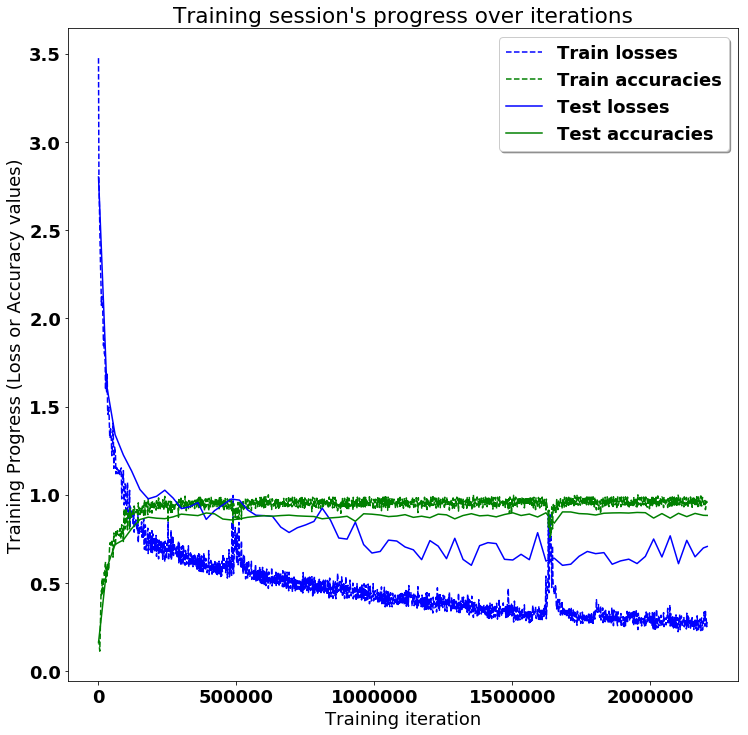 Training session's progress over iterations
Train losses
Train accuracies
Test losses
Test accuracies
Training Progress (Loss or Accuracy values)
3.5
3.0
2.5
2.0
1.5
1.0
0.5
0.0
0 500000 1000000 1500000 2000000
Training iteration